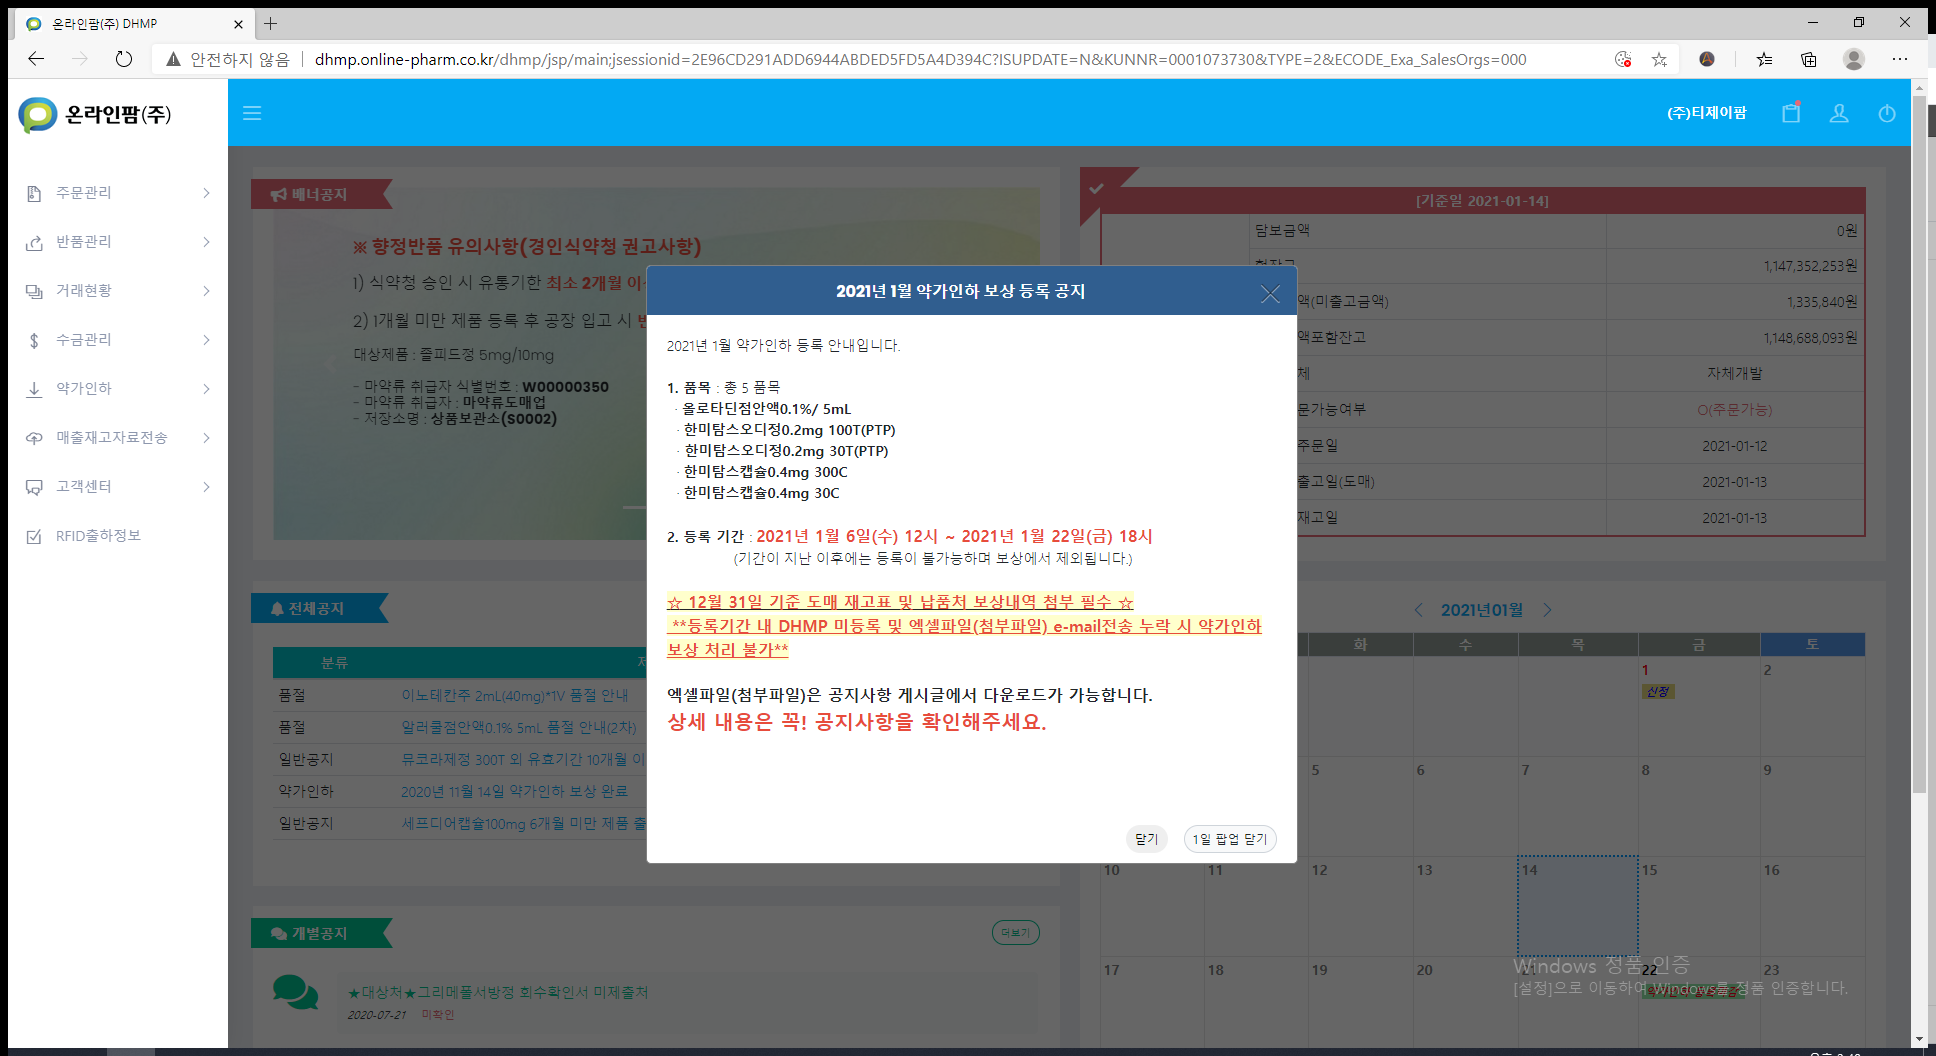 온라인팜(주) DHMP
안전하지 않음
dhmp.online-pharm.co.kr/dhmp/jsp/main;jsessionid=2E96CD291ADD6944ABDED5FD5A4D394C?ISUPDATE=N&KUNNR=0001073730&TYPE=2&ECODE_Exa_SalesOrgs=000
온라인팜(주)
(주)티제이팜
주문관리
반품관리
거래현황
수금관리
약가인하
매출재고자료전송
고객센터
RFID출하정보
배너공지
※ 향정반품 유의사항(경인식약청 권고사항)
1) 식약청 승인 시 유통기한 최소 2개월 이
2) 1개월 미만 제품 등록 후 공장 입고 시
대상제품 : 졸피드정 5mg/10mg
- 마약류 취급자 식별번호 : W00000350
- 마약류 취급자 : 마약류도매업
- 저장소명 : 상품보관소(S0002)
[기준일 2021-01-14]
담보금액 0원
현잔고 1,147,352,253원
액(미출고금액) 1,335,840원
액포함잔고 1,148,688,093원
체 자체개발
문가능여부 O(주문가능)
주문일 2021-01-12
출고일(도매) 2021-01-13
재고일 2021-01-13
2021년 1월 약가인하 보상 등록 공지
2021년 1월 약가인하 등록 안내입니다.
1. 품목 : 총 5 품목
· 올로타딘점안액0.1%/ 5mL
· 한미탐스오디정0.2mg 100T(PTP)
· 한미탐스오디정0.2mg 30T(PTP)
· 한미탐스캡슐0.4mg 300C
· 한미탐스캡슐0.4mg 30C
2. 등록 기간 : 2021년 1월 6일(수) 12시 ~ 2021년 1월 22일(금) 18시
(기간이 지난 이후에는 등록이 불가능하며 보상에서 제외됩니다.)
☆ 12월 31일 기준 도매 재고표 및 납품처 보상내역 첨부 필수 ☆
**등록기간 내 DHMP 미등록 및 엑셀파일(첨부파일) e-mail전송 누락 시 약가인하
보상 처리 불가**
엑셀파일(첨부파일)은 공지사항 게시글에서 다운로드가 가능합니다.
상세 내용은 꼭! 공지사항을 확인해주세요.
닫기 1일 팝업 닫기
전체공지
분류
품절 이노테칸주 2mL(40mg)*1V 품절 안내
품절 알러쿨점안액0.1% 5mL 품절 안내(2차)
일반공지 뮤코라제정 300T 외 유효기간 10개월 이
약가인하 2020년 11월 14일 약가인하 보상 완료
일반공지 세프디어캡슐100mg 6개월 미만 제품 출
개별공지
더보기
★대상처★그리메폴서방정 회수확인서 미제출처
2020-07-21 미확인
2021년01월
화 수 목 금 토
1 2
신정
5 6 7 8 9
10 11 12 13 14 15 16
17 18 19 20 21 22 23
Windows 정품 인증
[설정]으로 이동하여 Windows를 정품 인증합니다.